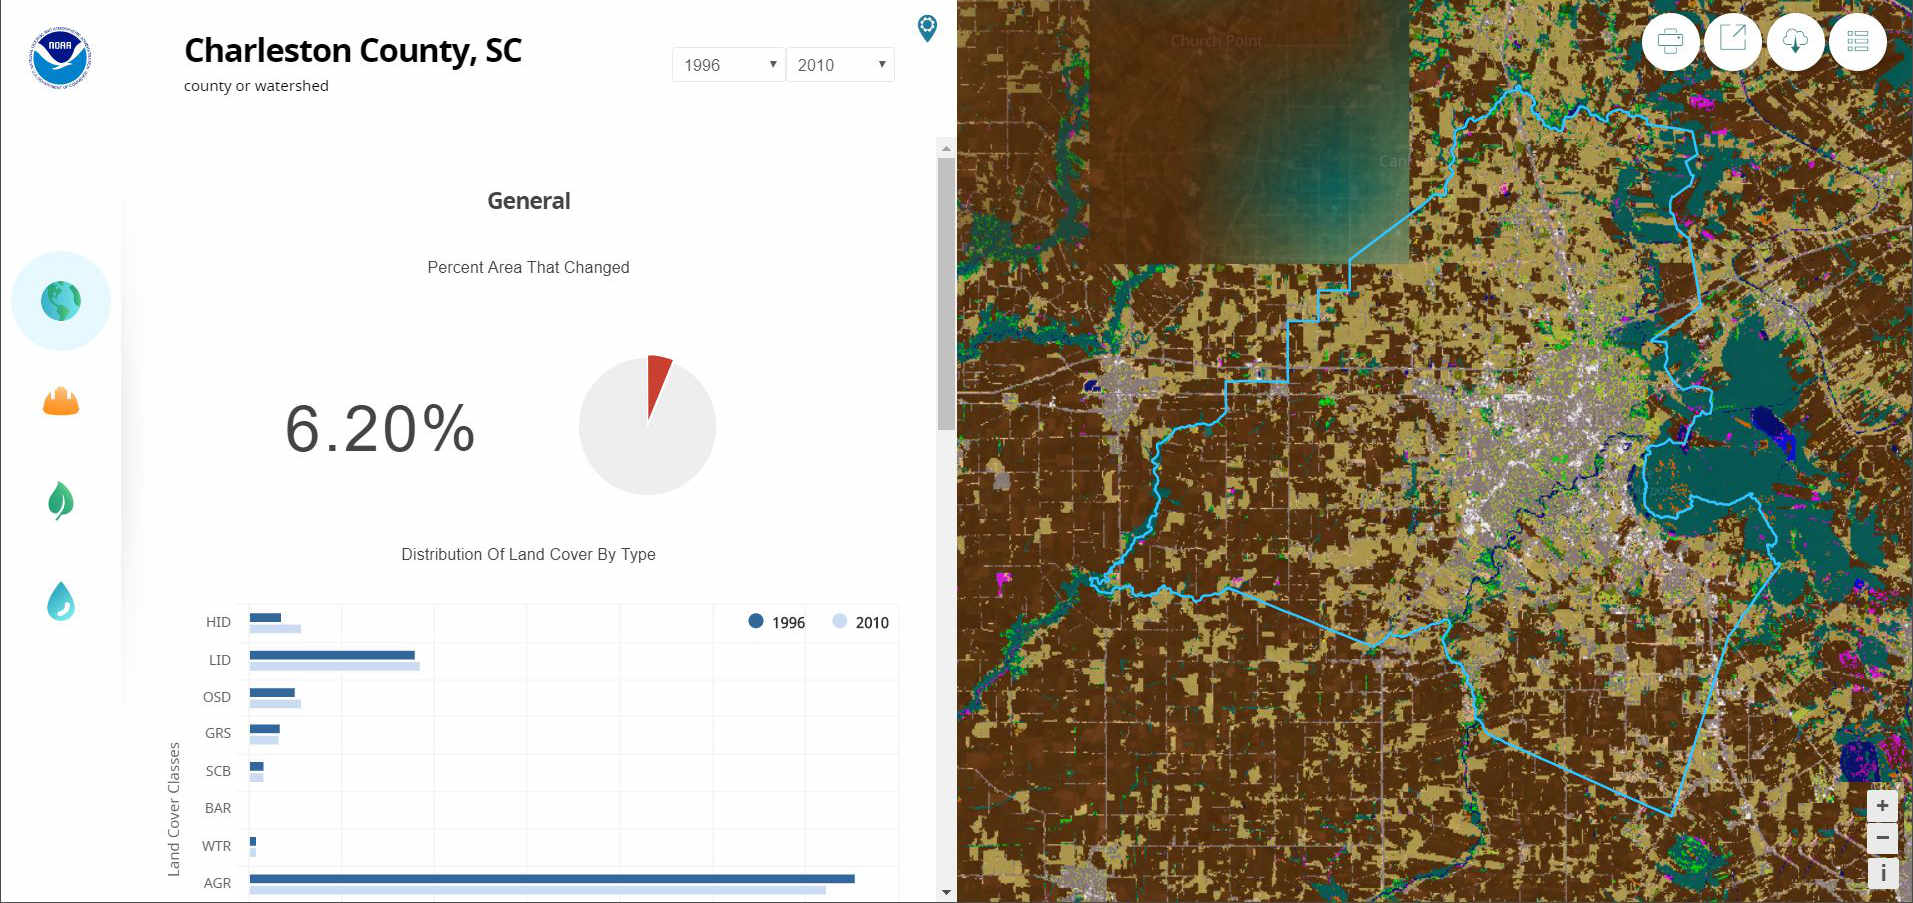 NOAA
Charleston County, SC
county or watershed
1996
2010
General
Percent Area That Changed
6.20%
Distribution Of Land Cover By Type
1996
2010
Land Cover Classes
HID
LID
OSD
GRS
SCB
BAR
WTR
AGR
Church Point
+
−
i